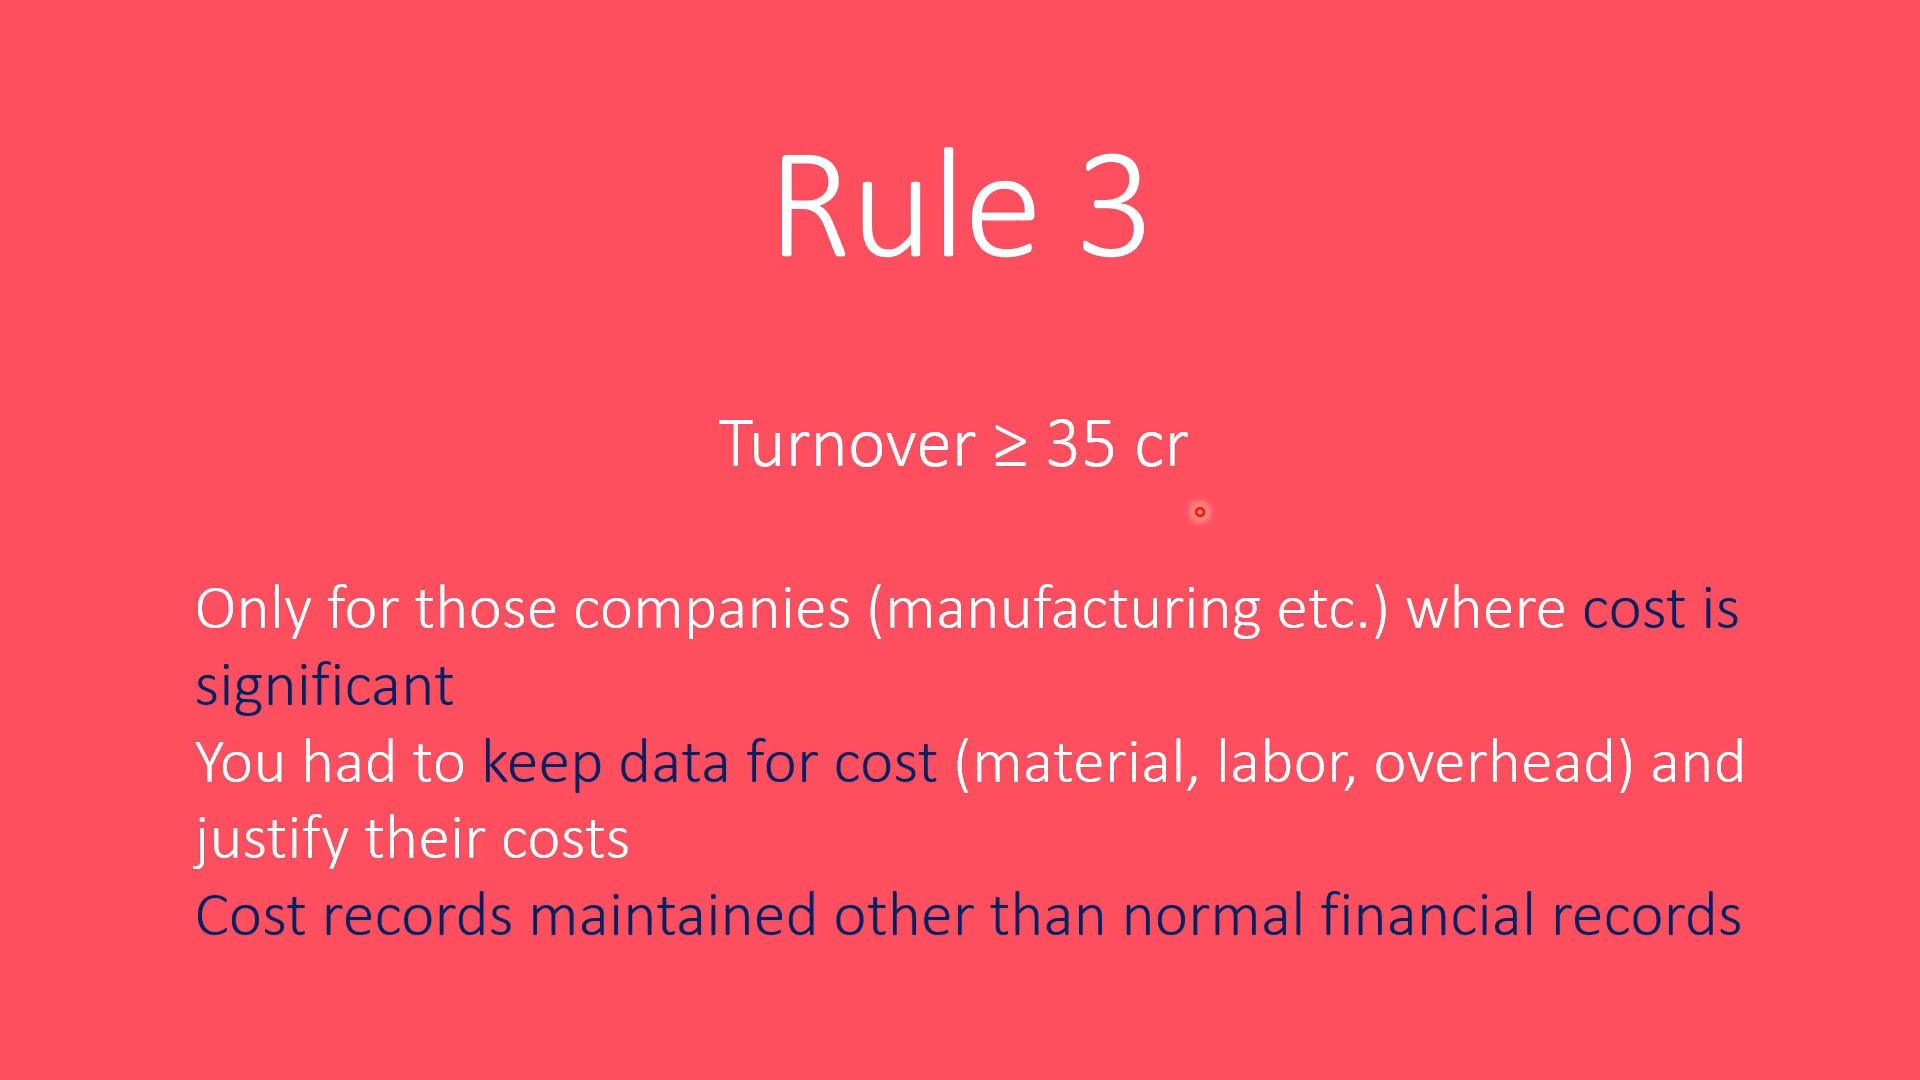 Rule 3
Turnover ≥ 35 cr
Only for those companies (manufacturing etc.) where cost is
significant
You had to keep data for cost (material, labor, overhead) and
justify their costs
Cost records maintained other than normal financial records